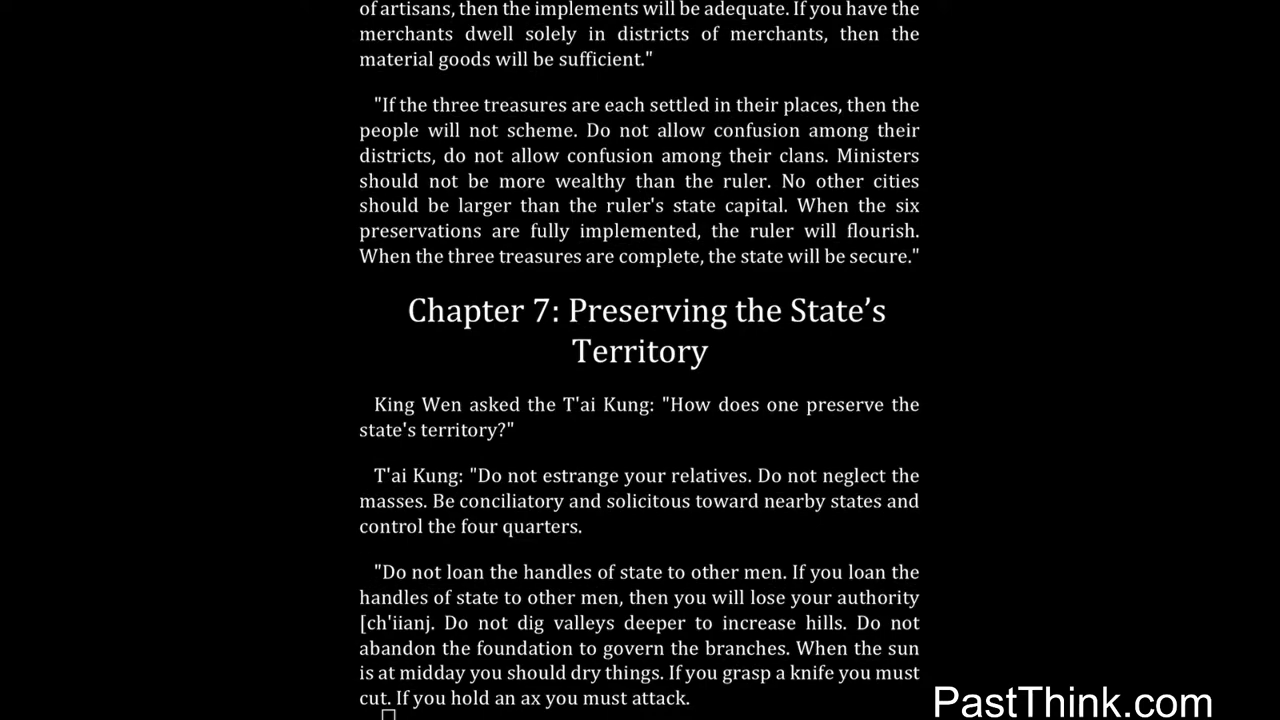 of artisans, then the implements will be adequate. If you have the
merchants dwell solely in districts of merchants, then the
material goods will be sufficient."
"If the three treasures are each settled in their places, then the
people will not scheme. Do not allow confusion among their
districts, do not allow confusion among their clans. Ministers
should not be more wealthy than the ruler. No other cities
should be larger than the ruler's state capital. When the six
preservations are fully implemented, the ruler will flourish.
When the three treasures are complete, the state will be secure."
Chapter 7: Preserving the State’s
Territory
King Wen asked the T'ai Kung: "How does one preserve the
state's territory?"
T'ai Kung: "Do not estrange your relatives. Do not neglect the
masses. Be conciliatory and solicitous toward nearby states and
control the four quarters.
"Do not loan the handles of state to other men. If you loan the
handles of state to other men, then you will lose your authority
[ch'iianj. Do not dig valleys deeper to increase hills. Do not
abandon the foundation to govern the branches. When the sun
is at midday you should dry things. If you grasp a knife you must
cut. If you hold an ax you must attack.
PastThink.com